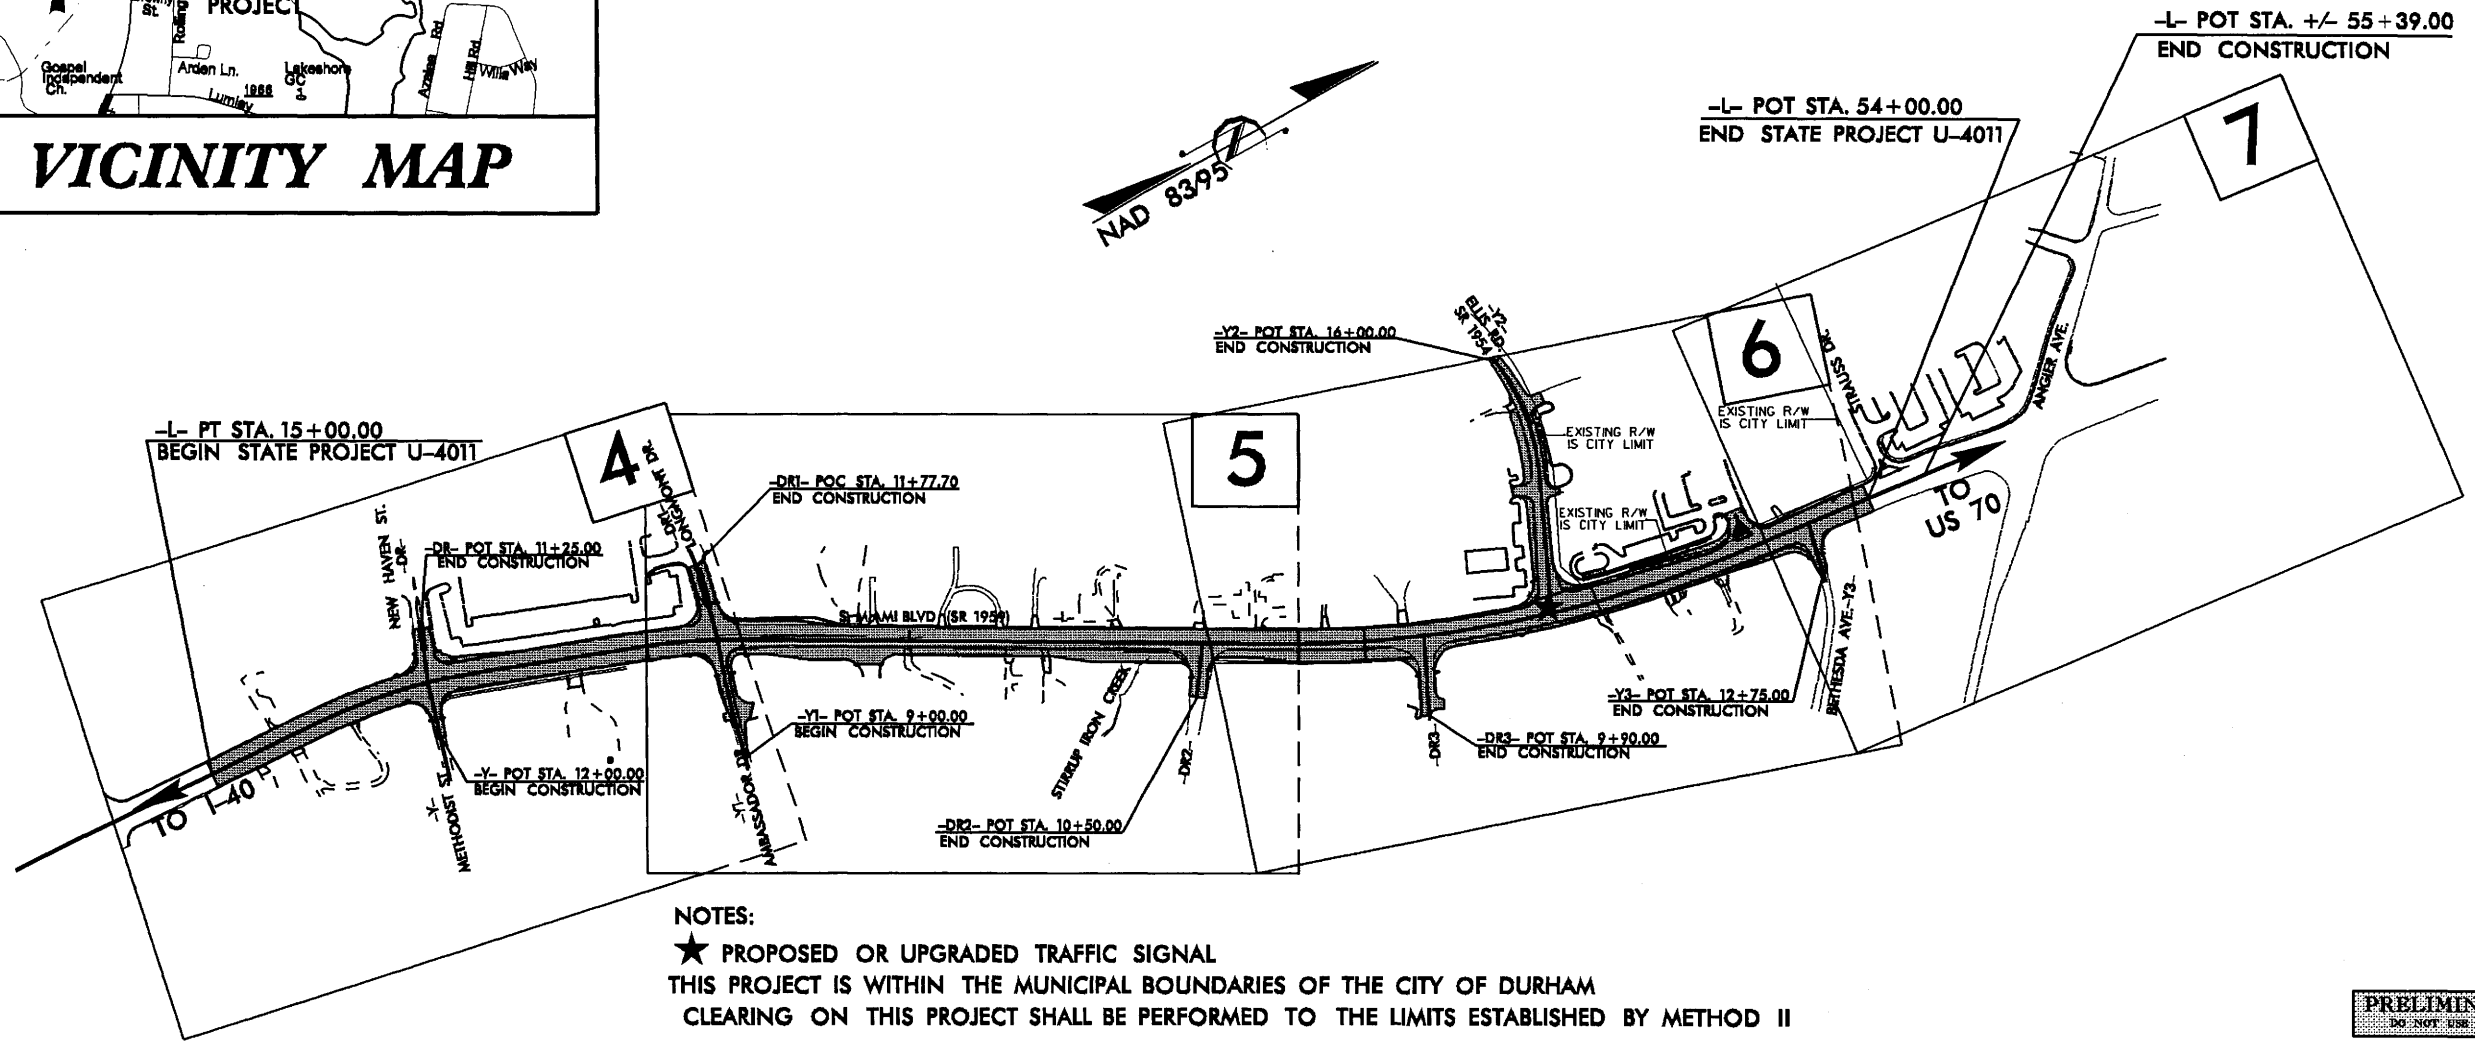 PROJECT
St.
Gospel
Independent
Ch.
Arden Ln.
Lakeshore
GC
1966
Lumley
Azalea Rd
Hill Rd
Willa Way
VICINITY MAP
NAD 83/95
-L- POT STA. +/- 55+39.00
END CONSTRUCTION
-L- POT STA. 54+00.00
END STATE PROJECT U-4011
7
-Y2- POT STA. 16+00.00
END CONSTRUCTION
-Y2-
ELLIS RD.
SR 1954
6
STRAUSS DR.
ANGIER AVE.
EXISTING R/W
IS CITY LIMIT
EXISTING R/W
IS CITY LIMIT
EXISTING R/W
IS CITY LIMIT
TO
US 70
-L- PT STA. 15+00.00
BEGIN STATE PROJECT U-4011
4
5
-DR1-
LONGMONT DR.
-DR1- POC STA. 11+77.70
END CONSTRUCTION
NEW HAVEN ST.
-DR-
-DR- POT STA. 11+25.00
END CONSTRUCTION
S. MIAMI BLVD (SR 1959)
-L-
STIRRUP IRON CREEK
-Y3- POT STA. 12+75.00
END CONSTRUCTION
BETHESDA AVE. -Y3-
-Y1- POT STA. 9+00.00
BEGIN CONSTRUCTION
-DR3- POT STA. 9+90.00
END CONSTRUCTION
-DR3-
-DR2-
-Y- POT STA. 12+00.00
BEGIN CONSTRUCTION
TO I-40
-Y-
METHODIST ST.
-Y1-
AMBASSADOR DR.
-DR2- POT STA. 10+50.00
END CONSTRUCTION
NOTES:
★ PROPOSED OR UPGRADED TRAFFIC SIGNAL
THIS PROJECT IS WITHIN THE MUNICIPAL BOUNDARIES OF THE CITY OF DURHAM
CLEARING ON THIS PROJECT SHALL BE PERFORMED TO THE LIMITS ESTABLISHED BY METHOD II
PRELIMIN
DO NOT USE